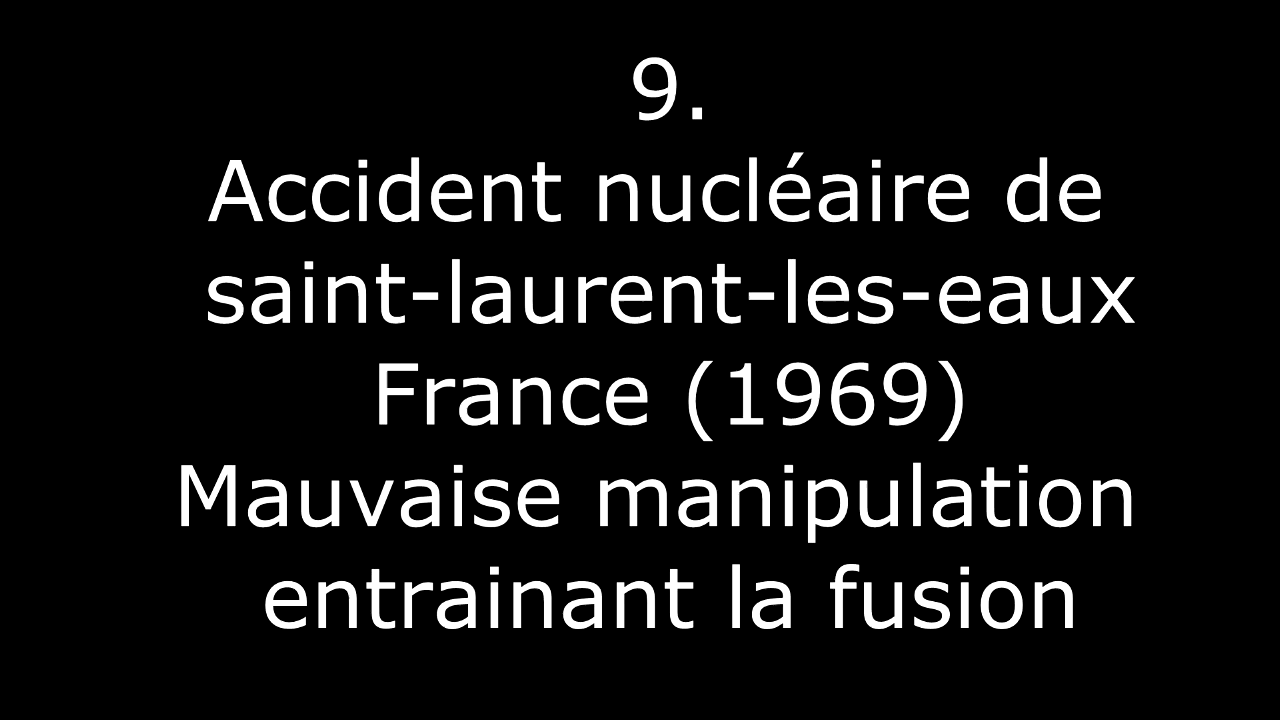 9.
Accident nucléaire de
saint-laurent-les-eaux
France (1969)
Mauvaise manipulation
entrainant la fusion